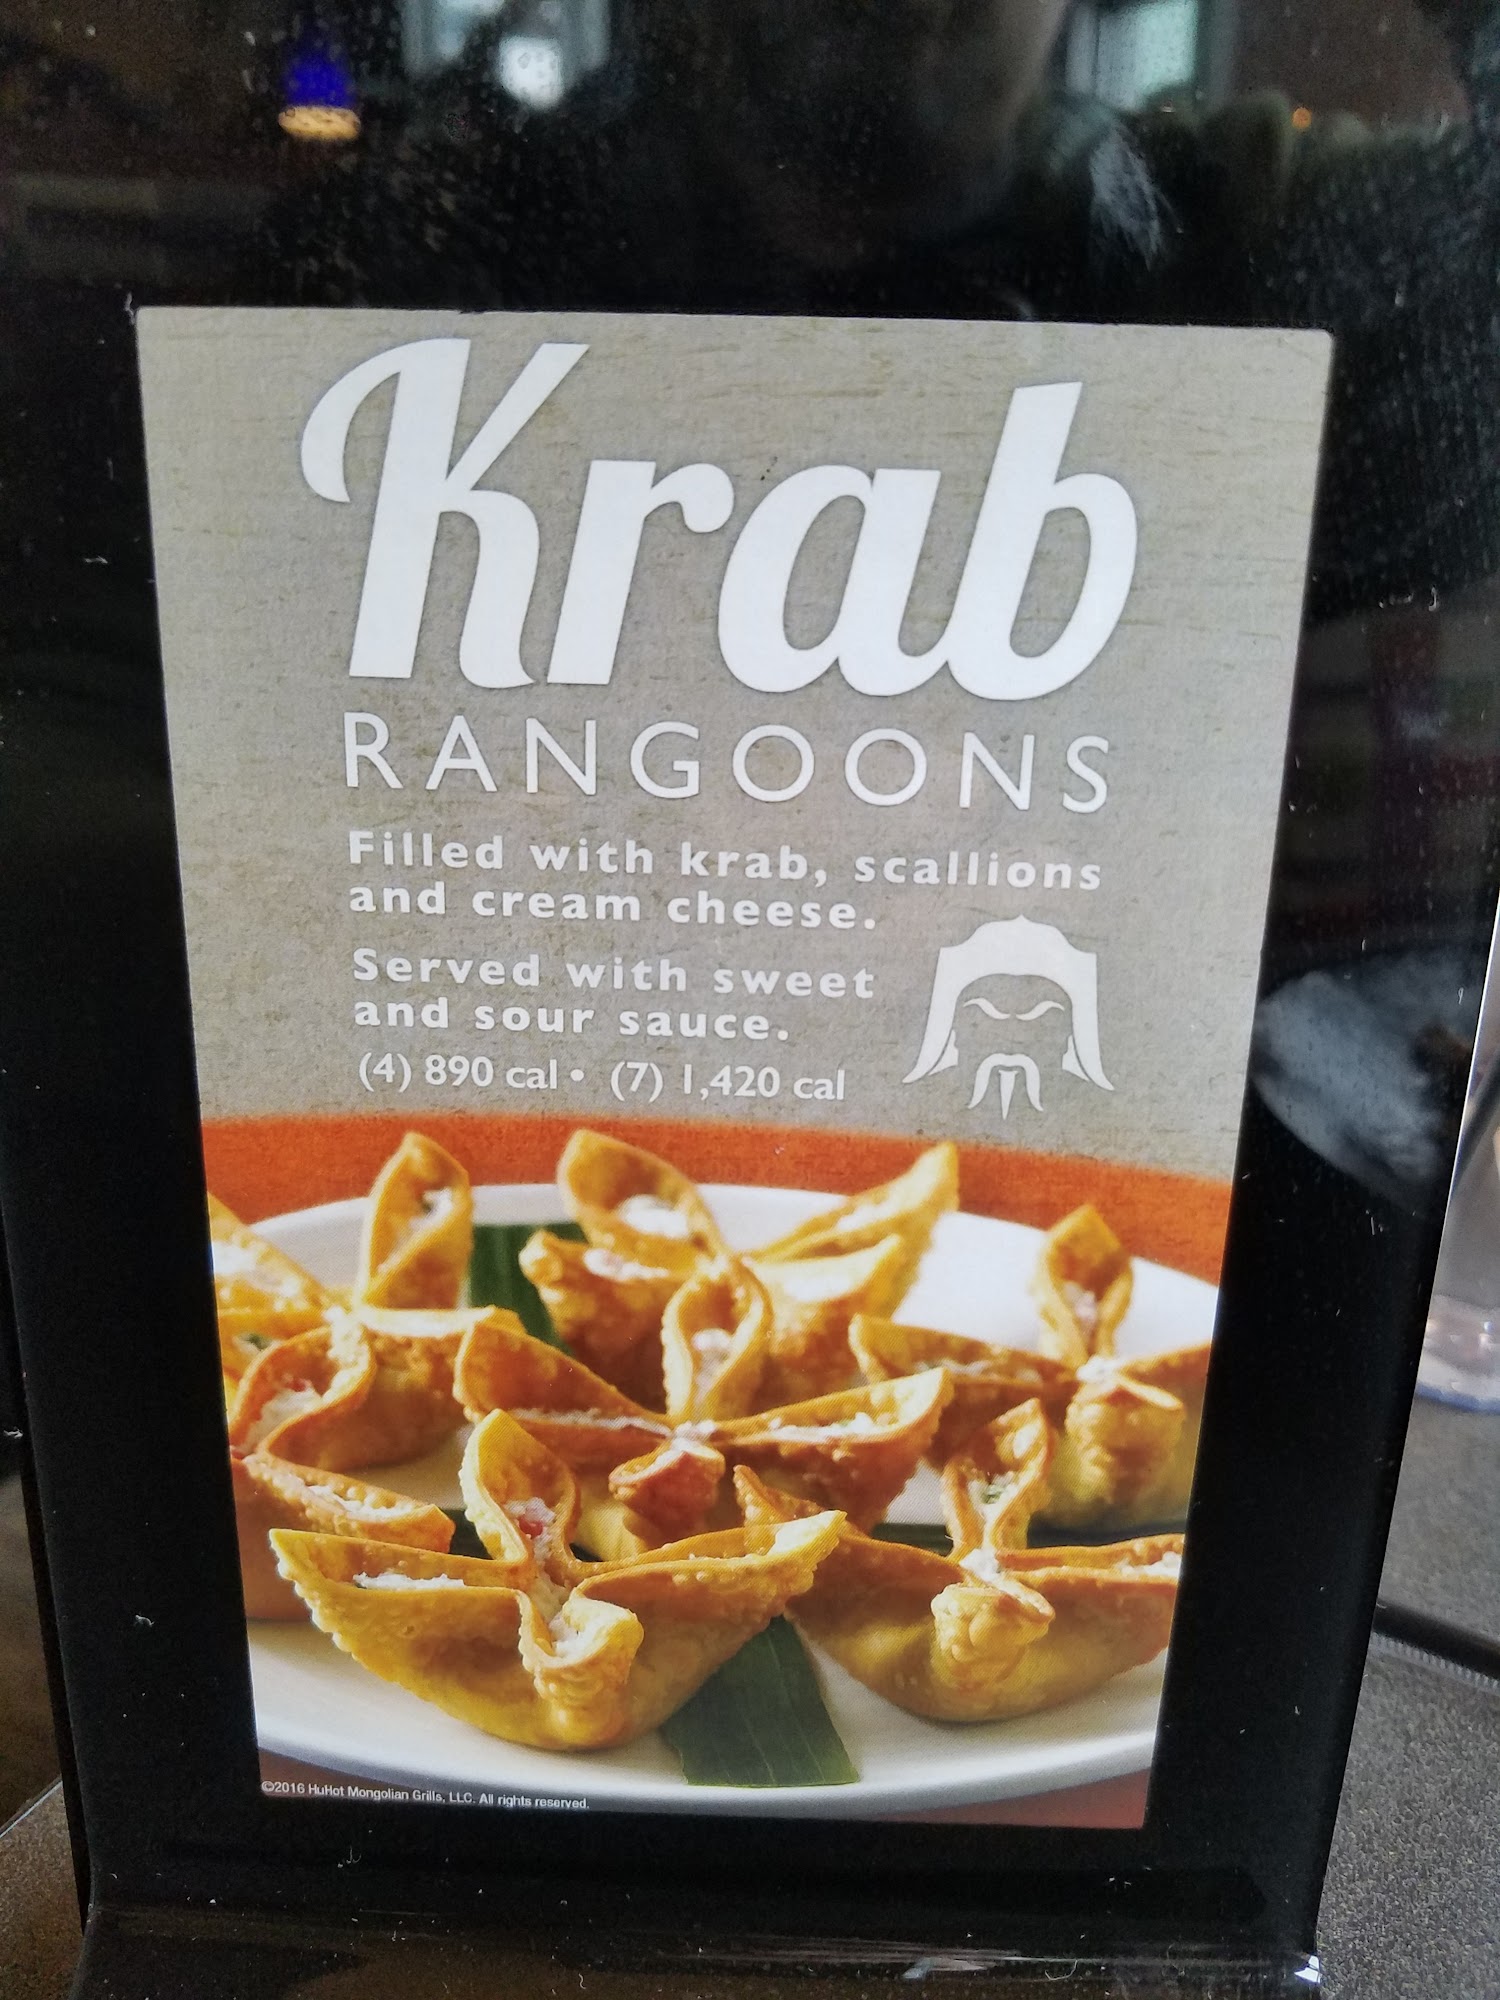 Krab
RANGOONS
Filled with krab, scallions
and cream cheese.
Served with sweet
and sour sauce.
(4) 890 cal • (7) 1,420 cal
©2016 HuHot Mongolian Grills, LLC. All rights reserved.